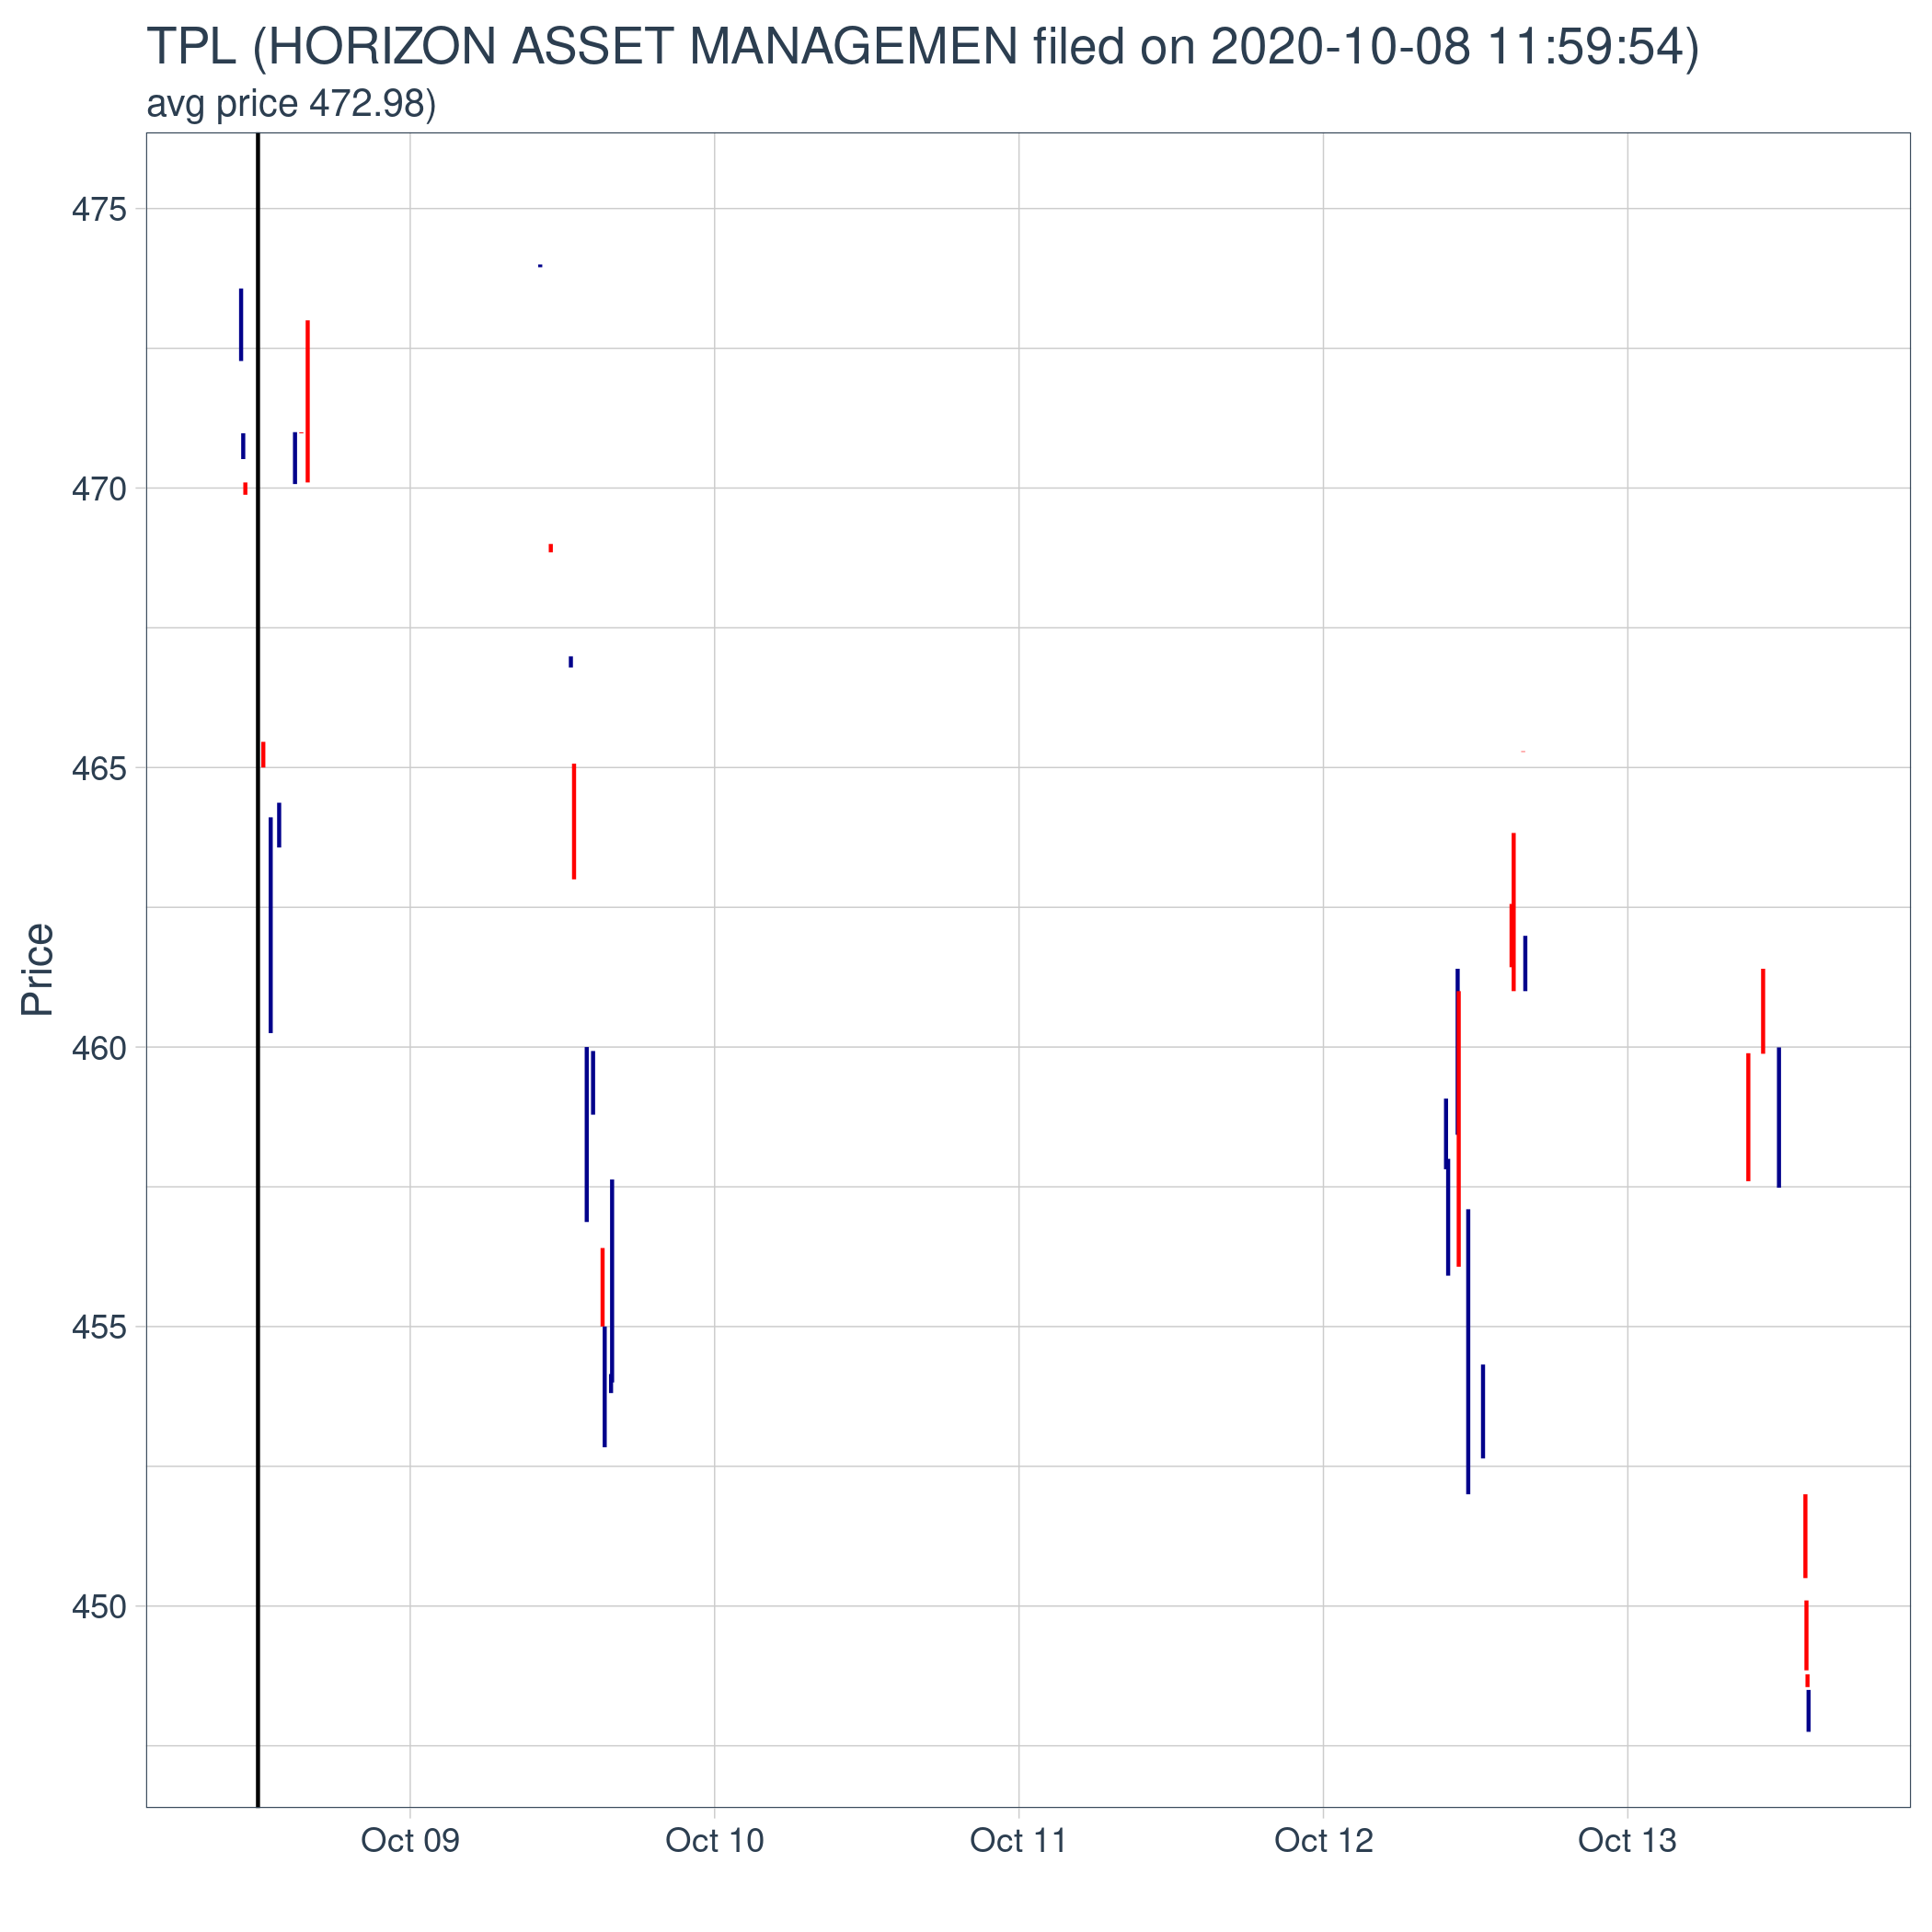 TPL (HORIZON ASSET MANAGEMEN filed on 2020-10-08 11:59:54)
avg price 472.98)
475
470
465
460
455
450
Price
Oct 09
Oct 10
Oct 11
Oct 12
Oct 13